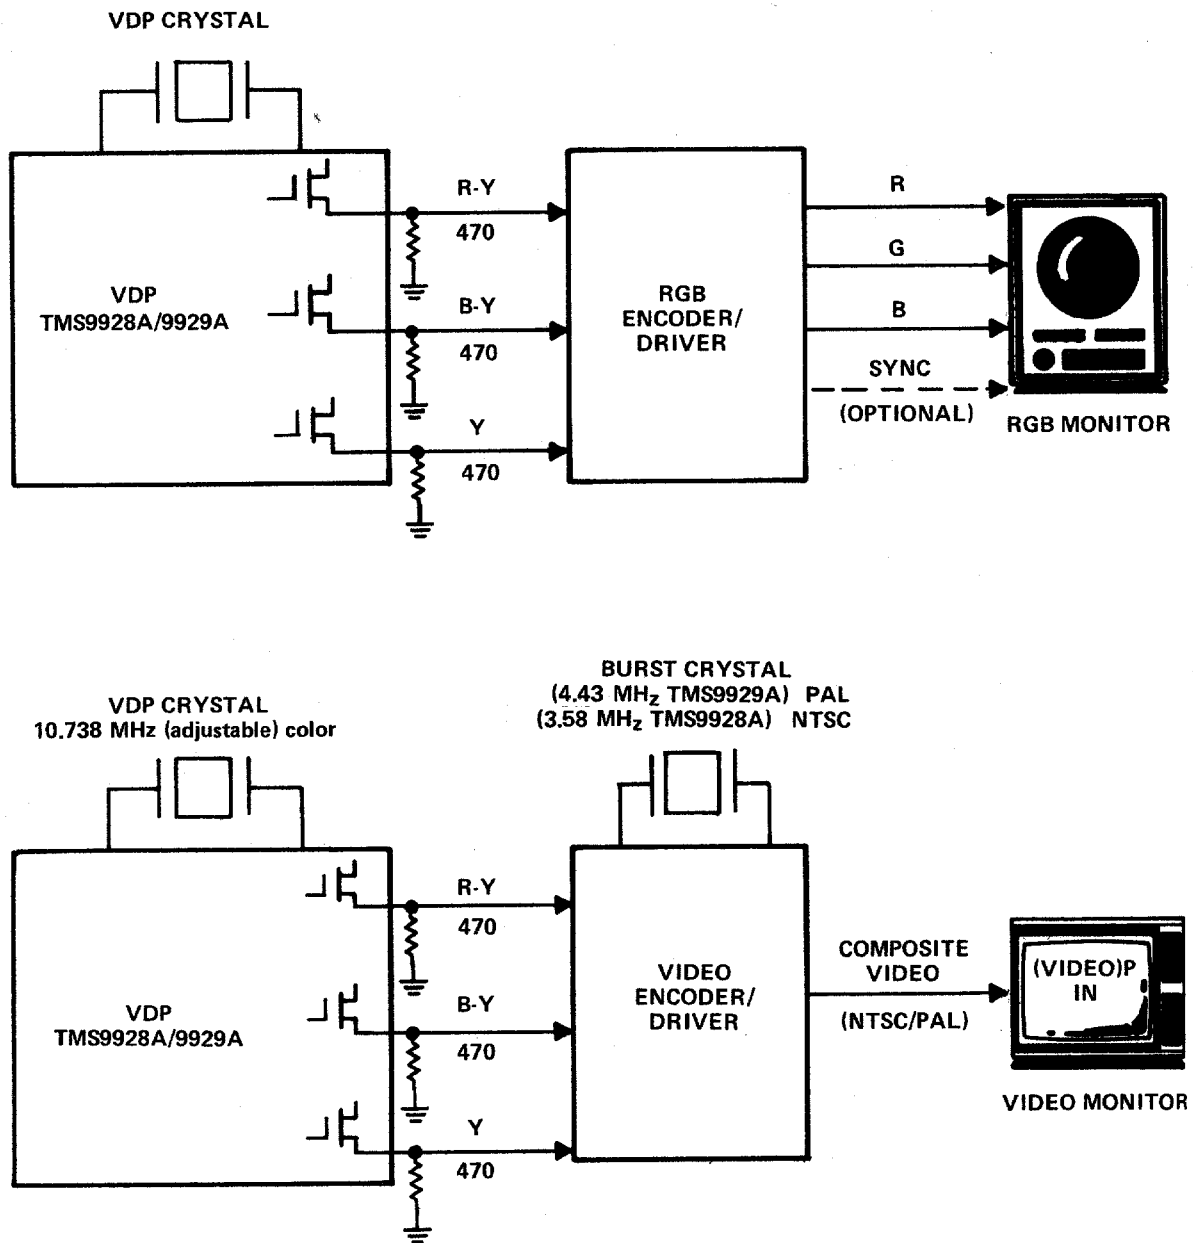 VDP CRYSTAL
R-Y
470
VDP
TMS9928A/9929A
B-Y
470
Y
470
RGB
ENCODER/
DRIVER
R
G
B
SYNC
(OPTIONAL)
RGB MONITOR
VDP CRYSTAL
10.738 MHz (adjustable) color
BURST CRYSTAL
(4.43 MHz TMS9929A) PAL
(3.58 MHz TMS9928A) NTSC
R-Y
470
VDP
TMS9928A/9929A
B-Y
470
Y
470
VIDEO
ENCODER/
DRIVER
COMPOSITE
VIDEO
(NTSC/PAL)
(VIDEO)P
IN
VIDEO MONITOR